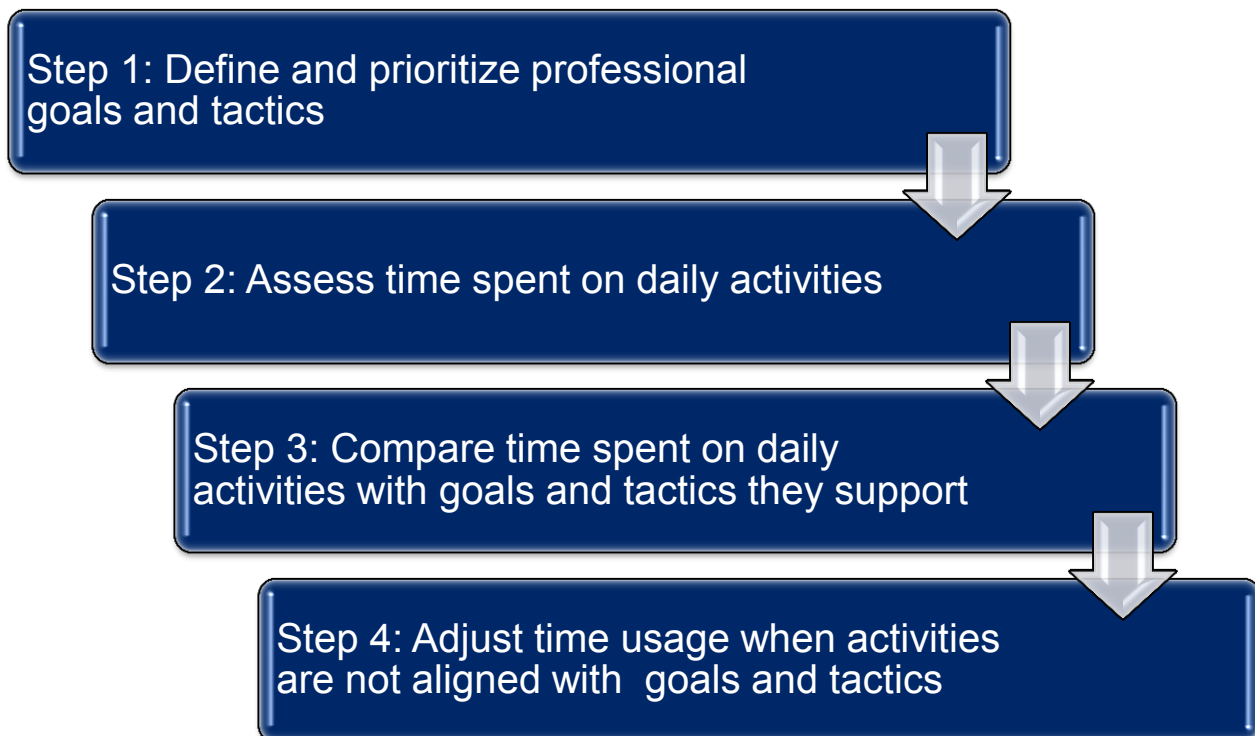 Step 1: Define and prioritize professional
goals and tactics
Step 2: Assess time spent on daily activities
Step 3: Compare time spent on daily
activities with goals and tactics they support
Step 4: Adjust time usage when activities
are not aligned with  goals and tactics